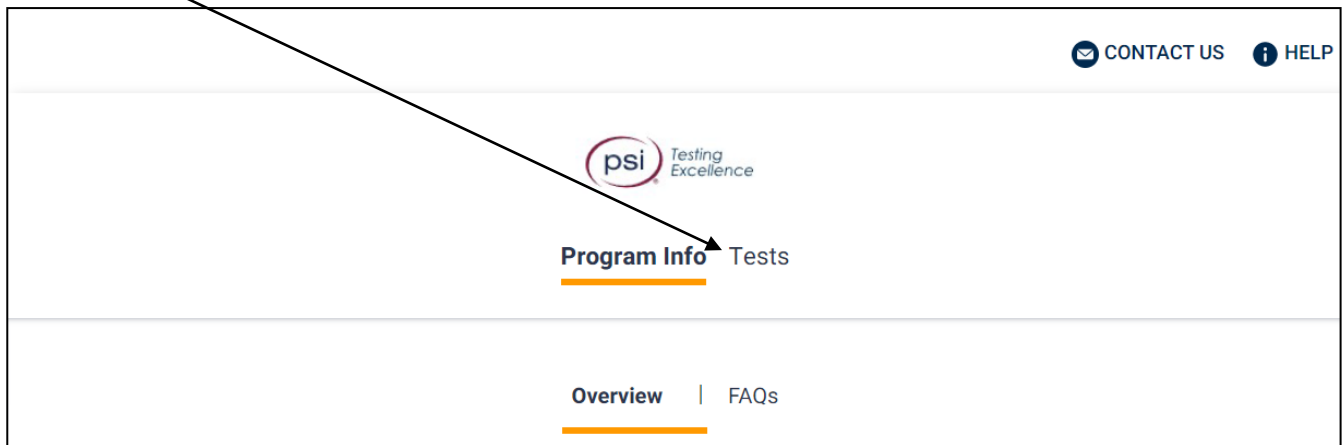 CONTACT US HELP
psi Testing
Excellence
Program Info Tests
Overview | FAQs